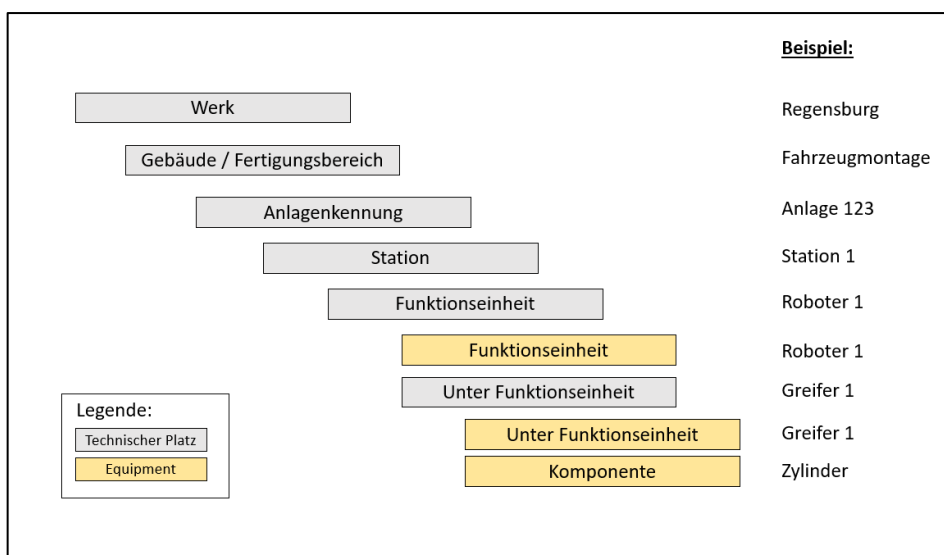 Beispiel:
Werk
Regensburg
Gebäude / Fertigungsbereich
Fahrzeugmontage
Anlagenkennung
Anlage 123
Station
Station 1
Funktionseinheit
Roboter 1
Funktionseinheit
Roboter 1
Unter Funktionseinheit
Greifer 1
Unter Funktionseinheit
Greifer 1
Komponente
Zylinder
Legende:
Technischer Platz
Equipment